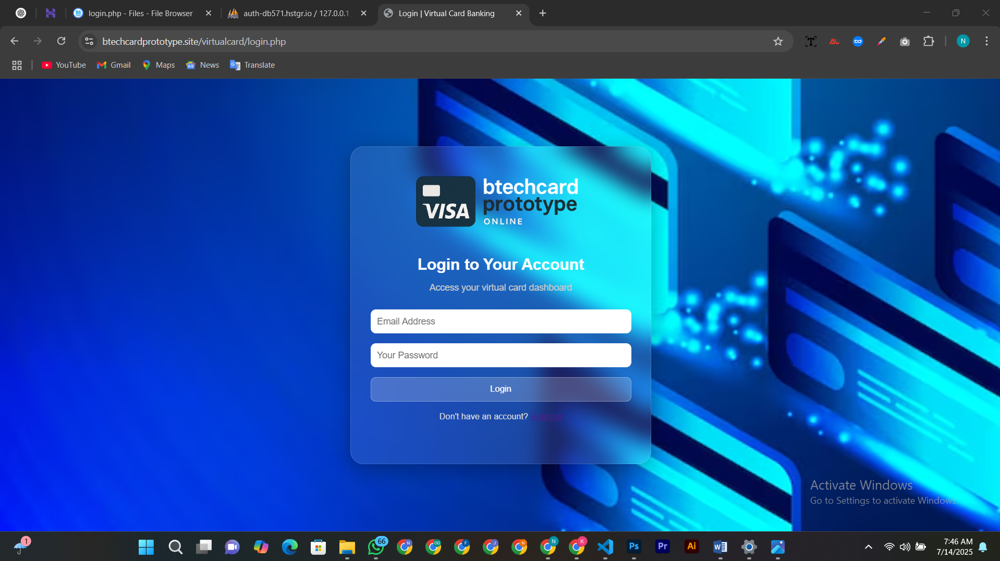 login.php - Files - File Browser
auth-db571.hstgr.io / 127.0.0.1
Login | Virtual Card Banking
btechcardprototype.site/virtualcard/login.php
N
YouTube
Gmail
Maps
News
Translate
VISA
btechcard
prototype
ONLINE
Login to Your Account
Access your virtual card dashboard
Email Address
Your Password
Login
Don't have an account? Register
Activate Windows
Go to Settings to activate Windows.
1
66
N
OG
F
J
N
N
K
Ps
Pr
Ai
W
7:46 AM
7/14/2025